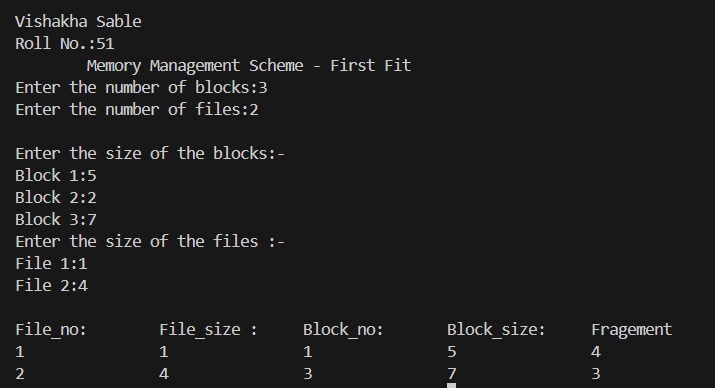 Vishakha Sable
Roll No.:51
Memory Management Scheme - First Fit
Enter the number of blocks:3
Enter the number of files:2
Enter the size of the blocks:-
Block 1:5
Block 2:2
Block 3:7
Enter the size of the files :-
File 1:1
File 2:4
File_no: File_size : Block_no: Block_size: Fragement
1 1 1 5 4
2 4 3 7 3